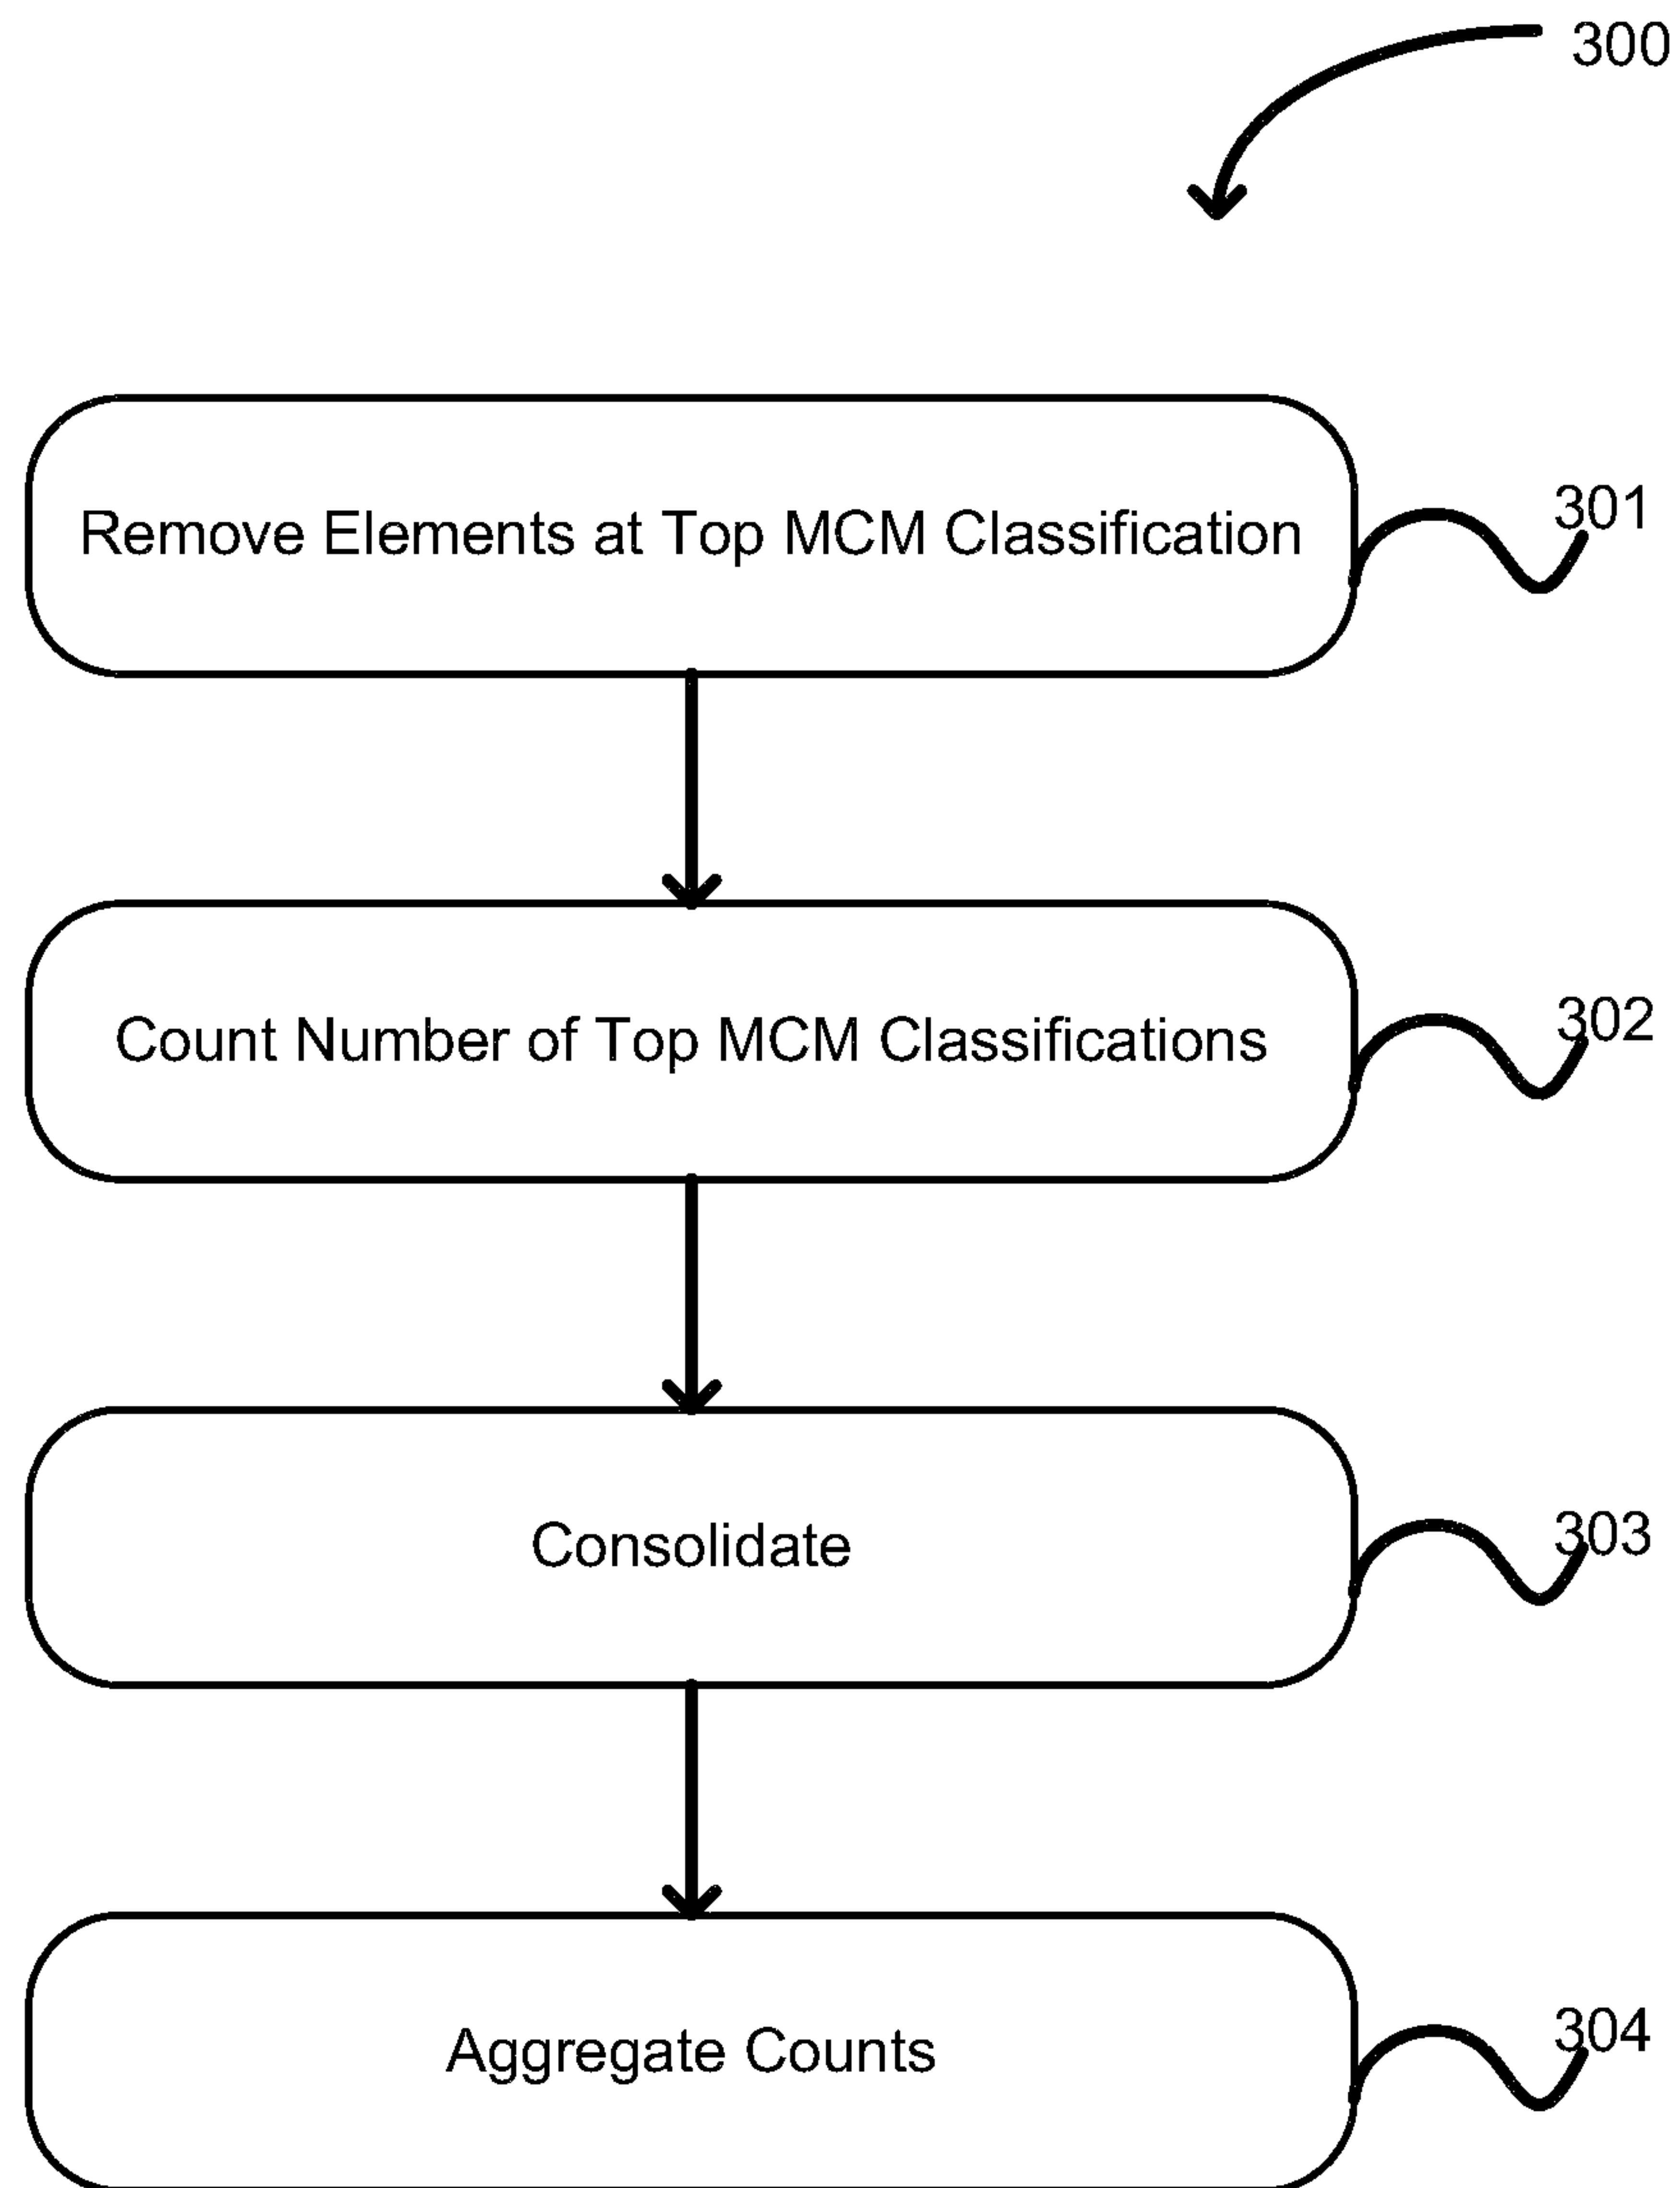 300
Remove Elements at Top MCM Classification
301
Count Number of Top MCM Classifications
302
Consolidate
303
Aggregate Counts
304